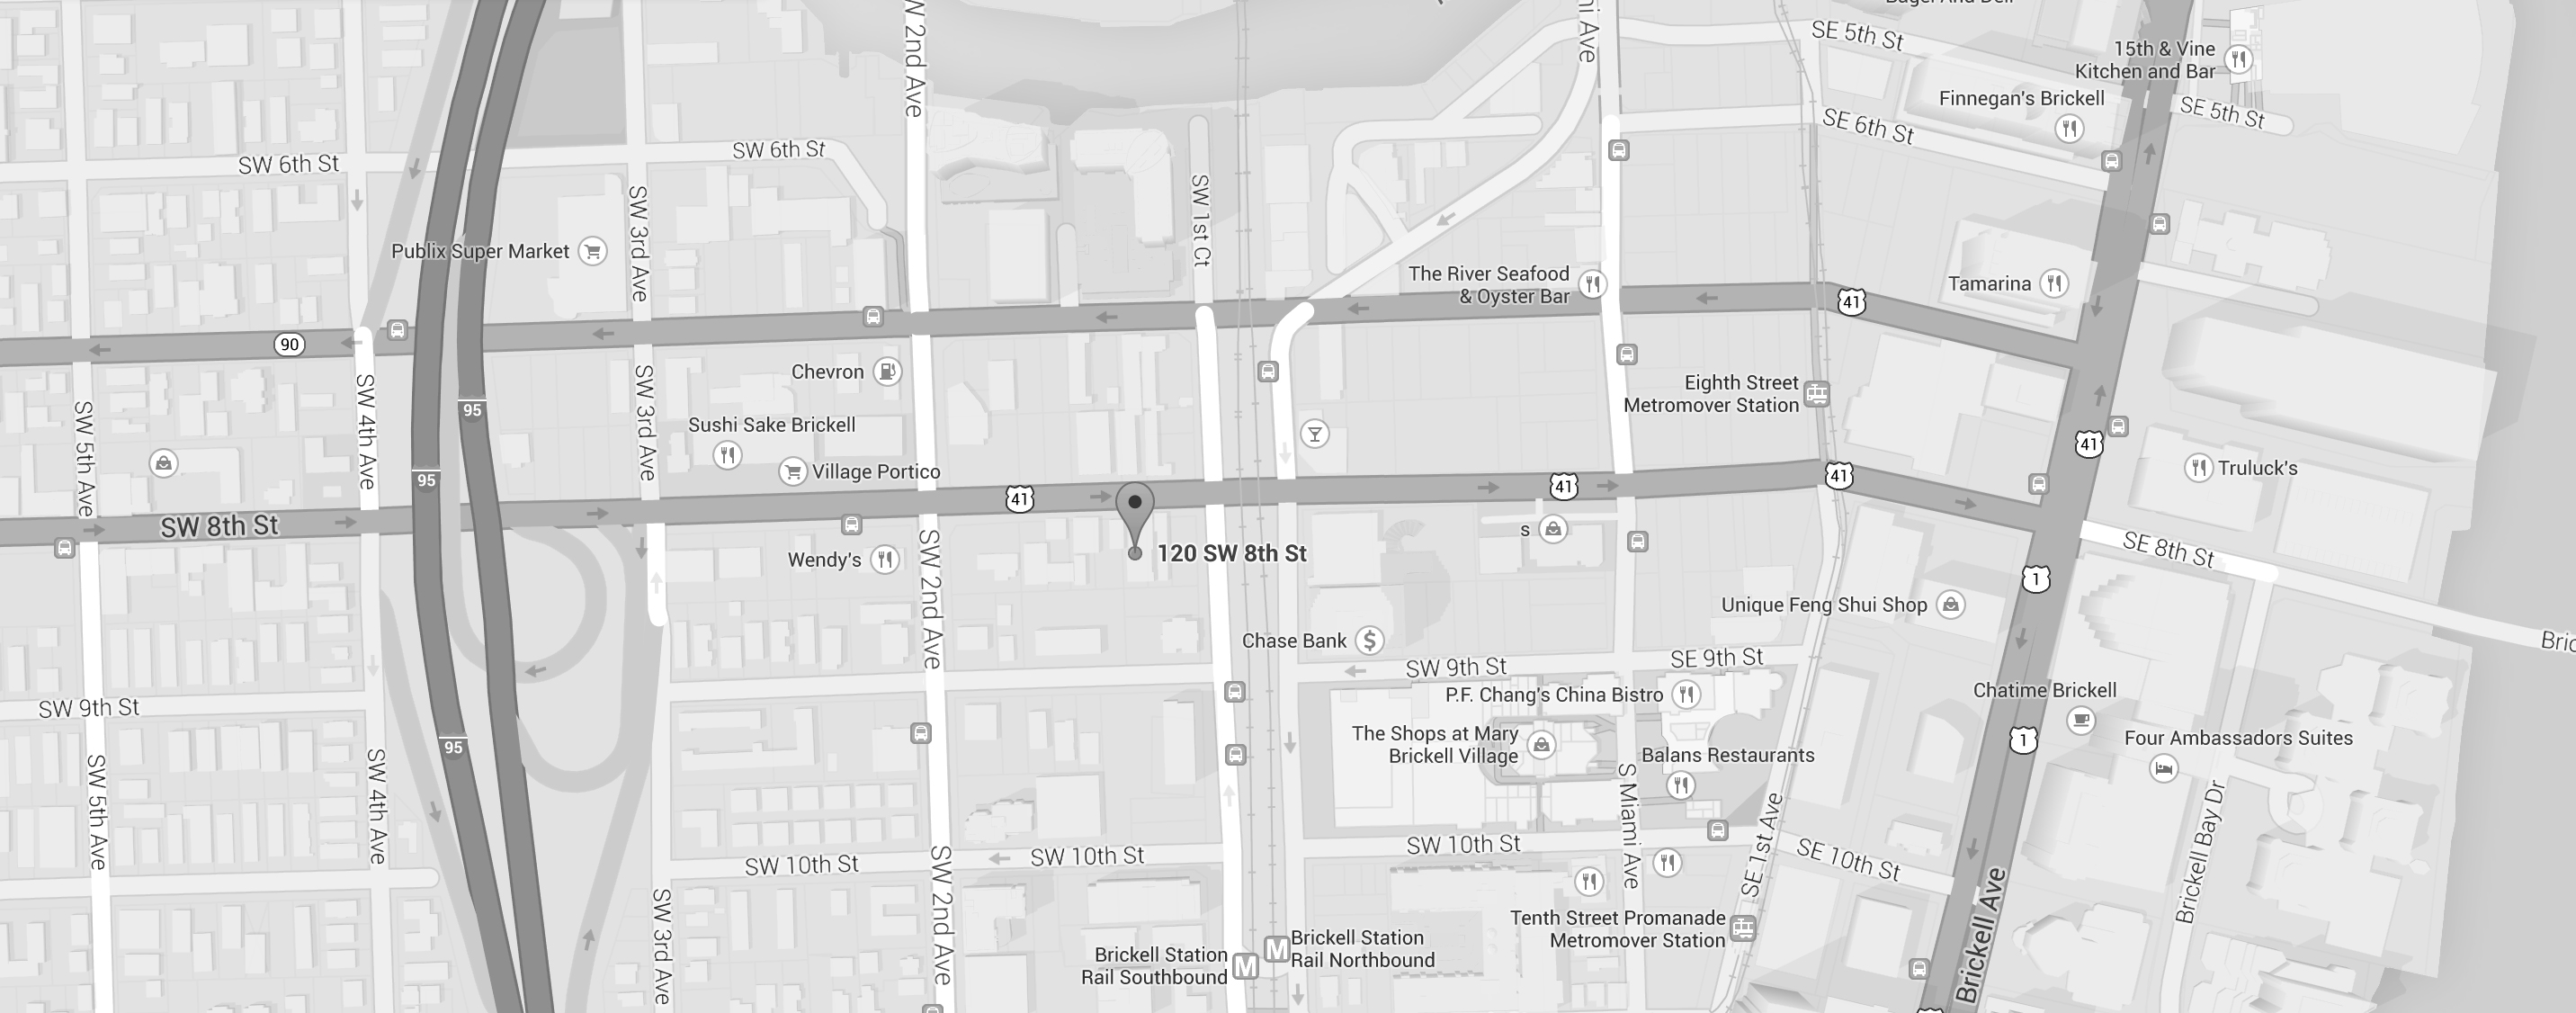 Bagel And Deli
SE 5th St
15th & Vine
Kitchen and Bar
Finnegan's Brickell
SE 5th St
SE 6th St
W 2nd Ave
ni Ave
SW 6th St
SW 6th St
SW 3rd Ave
SW 1st Ct
Publix Super Market
The River Seafood
& Oyster Bar
Tamarina
41
90
Chevron
SW 4th Ave
SW 3rd Ave
95
Eighth Street
Metromover Station
SW 5th Ave
Sushi Sake Brickell
Village Portico
41
Truluck's
95
41
41
41
SW 8th St
120 SW 8th St
s
Wendy's
SW 2nd Ave
SE 8th St
1
Unique Feng Shui Shop
Chase Bank
Bric
SW 9th St
SE 9th St
SW 9th St
P.F. Chang's China Bistro
Chatime Brickell
95
The Shops at Mary
Brickell Village
Balans Restaurants
1
Four Ambassadors Suites
SW 5th Ave
SW 4th Ave
S Miami Ave
SE 1st Ave
Brickell Bay Dr
SW 10th St
SW 10th St
SW 10th St
SE 10th St
SW 3rd Ave
SW 2nd Ave
Brickell Ave
Tenth Street Promanade
Metromover Station
Brickell Station
Rail Southbound
M
M
Brickell Station
Rail Northbound